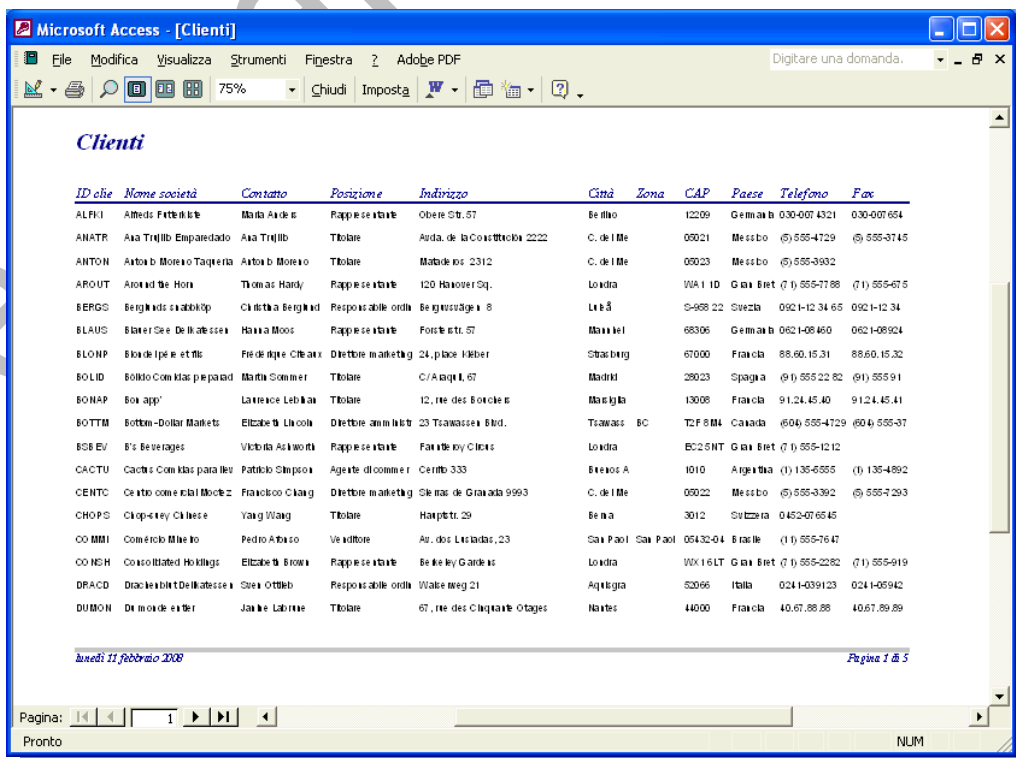 Microsoft Access - [Clienti]
File Modifica Visualizza Strumenti Finestra ? Adobe PDF Digitare una domanda.
75% Chiudi Imposta
Clienti
ID clie Nome società Contatto Posizione Indirizzo Città Zona CAP Paese Telefono Fax
ALFKI Alfreds Futterkiste Maria Anders Rappresentante Obere Str. 57 Berlino 12209 Germania 030-0074321 030-007654
ANATR Ana Trujillo Emparedado Ana Trujillo Titolare Avda. de la Constitución 2222 C. del Me 05021 Messico (5) 555-4729 (5) 555-3745
ANTON Antonio Moreno Taquería Antonio Moreno Titolare Mataderos 2312 C. del Me 05023 Messico (5) 555-3932
AROUT Around the Horn Thomas Hardy Rappresentante 120 Hanover Sq. Londra WA1 1D Gran Bret (71) 555-7788 (71) 555-675
BERGS Berglunds snabbköp Christina Berglund Responsabile ordin Berguvsvägen 8 Luleå S-958 22 Svezia 0921-12 34 65 0921-12 34
BLAUS Blauer See Delikatessen Hanna Moos Rappresentante Forsterstr. 57 Mannhei 68306 Germania 0621-08460 0621-08924
BLONP Blondel père et fils Frédérique Citeaux Direttore marketing 24, place Kléber Strasburg 67000 Francia 88.60.15.31 88.60.15.32
BOLID Bólido Comidas preparad Martín Sommer Titolare C/ Araquil, 67 Madrid 28023 Spagna (91) 555 22 82 (91) 555 91
BONAP Bon app' Laurence Lebihan Titolare 12, rue des Bouchers Marsiglia 13008 Francia 91.24.45.40 91.24.45.41
BOTTM Bottom-Dollar Markets Elizabeth Lincoln Direttore amministr 23 Tsawassen Blvd. Tsawass BC T2F 8M4 Canada (604) 555-4729 (604) 555-37
BSBEV B's Beverages Victoria Ashworth Rappresentante Fauntleroy Circus Londra EC2 5NT Gran Bret (71) 555-1212
CACTU Cactus Comidas para llev Patricio Simpson Agente di commer Cerrito 333 Buenos A 1010 Argentina (1) 135-5555 (1) 135-4892
CENTC Centro comercial Moctez Francisco Chang Direttore marketing Sierras de Granada 9993 C. del Me 05022 Messico (5) 555-3392 (5) 555-7293
CHOPS Chop-suey Chinese Yang Wang Titolare Hauptstr. 29 Berna 3012 Svizzera 0452-076545
COMMI Comércio Mineiro Pedro Afonso Venditore Av. dos Lusíadas, 23 San Paol San Paol 05432-04 Brasile (11) 555-7647
CONSH Consolidated Holdings Elizabeth Brown Rappresentante Berkeley Gardens Londra WX1 6LT Gran Bret (71) 555-2282 (71) 555-919
DRACD Drachenblut Delikatessen Sven Ottlieb Responsabile ordin Walserweg 21 Aquisgra 52066 Italia 0241-039123 0241-05942
DUMON Du monde entier Janine Labrune Titolare 67, rue des Cinquante Otages Nantes 44000 Francia 40.67.88.88 40.67.89.89
lunedì 11 febbraio 2008 Pagina 1 di 5
Pagina: 1
Pronto NUM